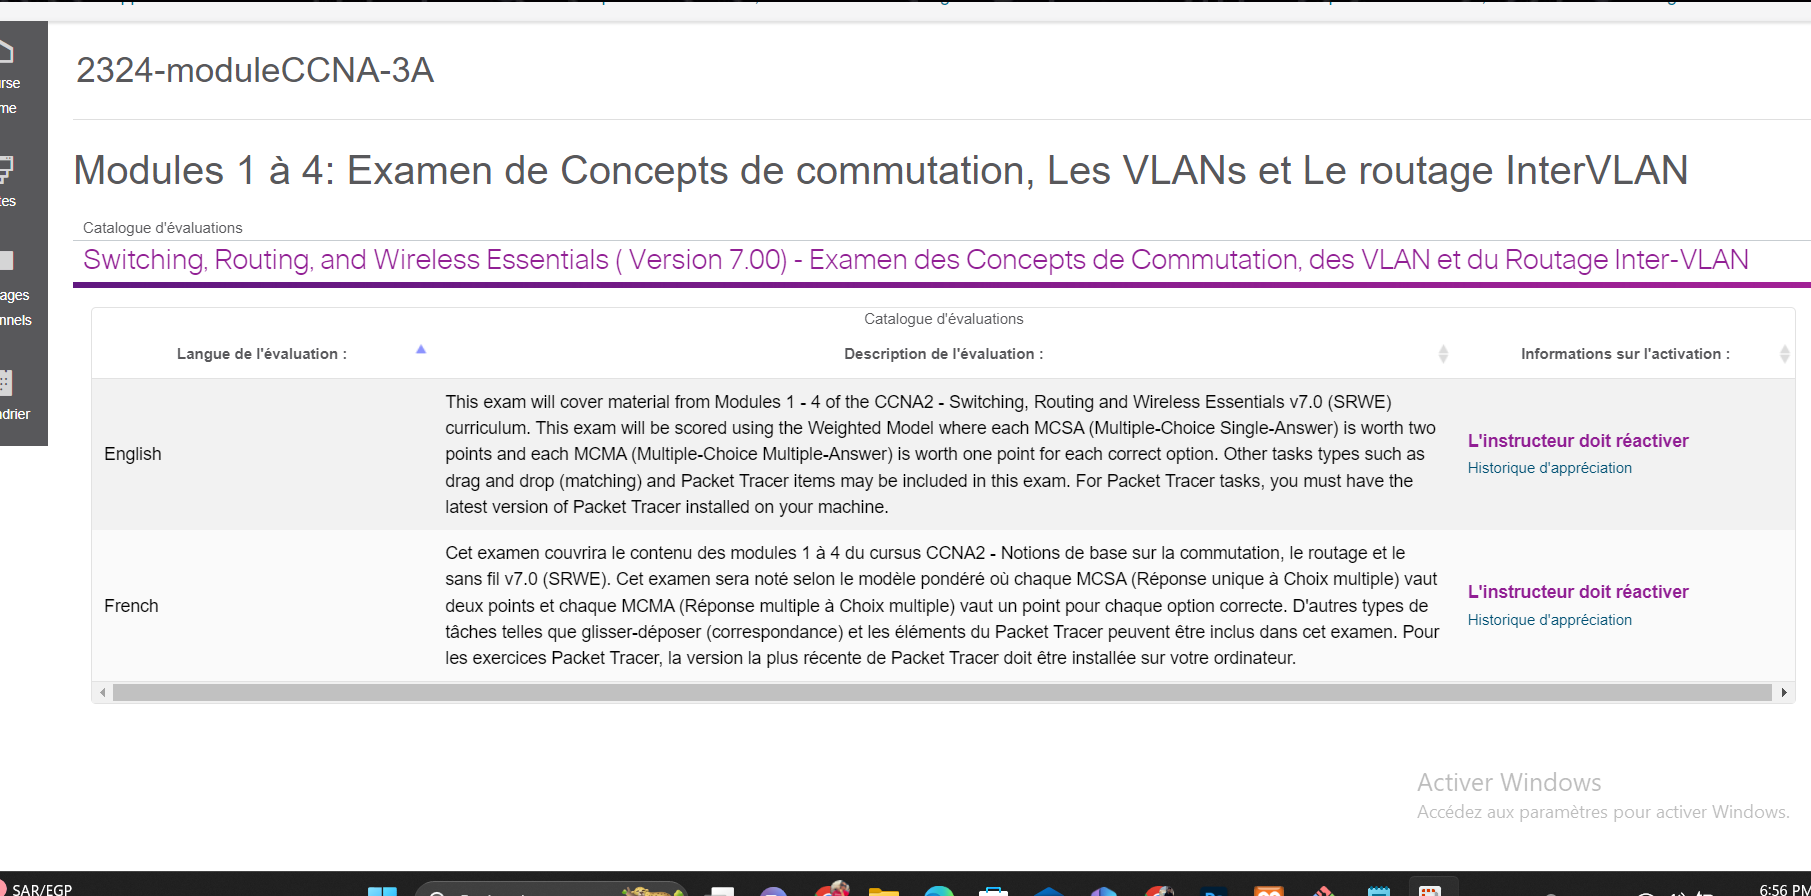 2324-moduleCCNA-3A
rse
me
tes
ages
nnels
ndrier
Modules 1 à 4: Examen de Concepts de commutation, Les VLANs et Le routage InterVLAN
Catalogue d'évaluations
Switching, Routing, and Wireless Essentials ( Version 7.00) - Examen des Concepts de Commutation, des VLAN et du Routage Inter-VLAN
Catalogue d'évaluations
Langue de l'évaluation :
Description de l'évaluation :
Informations sur l'activation :
English
This exam will cover material from Modules 1 - 4 of the CCNA2 - Switching, Routing and Wireless Essentials v7.0 (SRWE)
curriculum. This exam will be scored using the Weighted Model where each MCSA (Multiple-Choice Single-Answer) is worth two
points and each MCMA (Multiple-Choice Multiple-Answer) is worth one point for each correct option. Other tasks types such as
drag and drop (matching) and Packet Tracer items may be included in this exam. For Packet Tracer tasks, you must have the
latest version of Packet Tracer installed on your machine.
L'instructeur doit réactiver
Historique d'appréciation
French
Cet examen couvrira le contenu des modules 1 à 4 du cursus CCNA2 - Notions de base sur la commutation, le routage et le
sans fil v7.0 (SRWE). Cet examen sera noté selon le modèle pondéré où chaque MCSA (Réponse unique à Choix multiple) vaut
deux points et chaque MCMA (Réponse multiple à Choix multiple) vaut un point pour chaque option correcte. D'autres types de
tâches telles que glisser-déposer (correspondance) et les éléments du Packet Tracer peuvent être inclus dans cet examen. Pour
les exercices Packet Tracer, la version la plus récente de Packet Tracer doit être installée sur votre ordinateur.
L'instructeur doit réactiver
Historique d'appréciation
Activer Windows
Accédez aux paramètres pour activer Windows.
SAR/EGP
6:56 PM